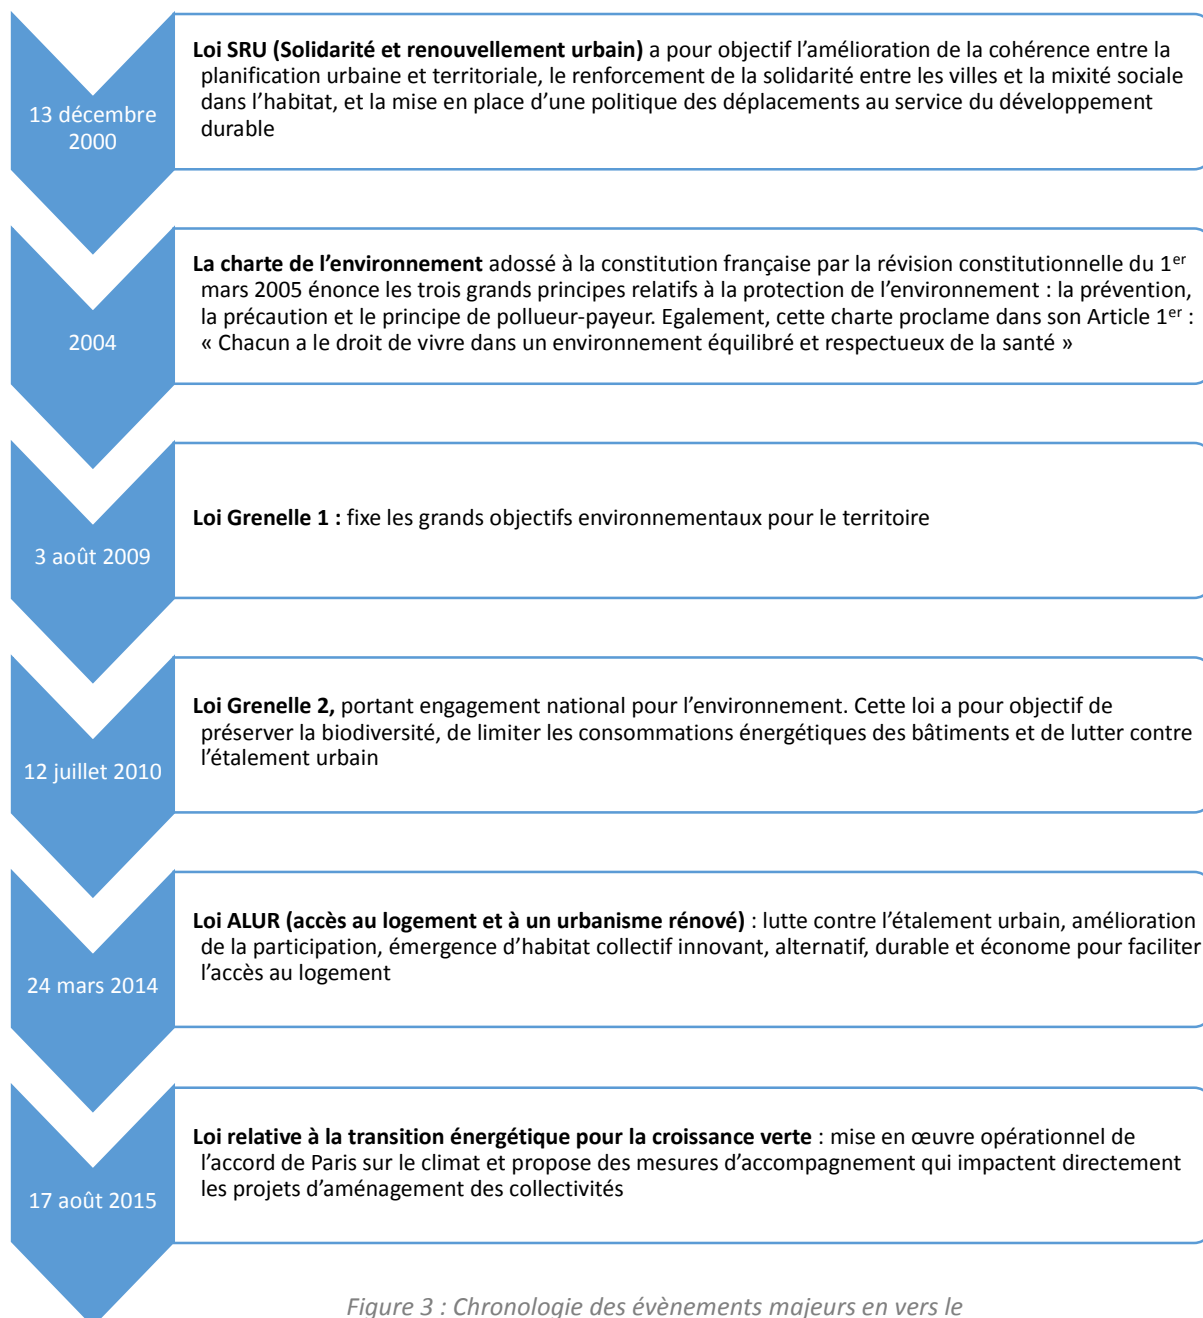 13 décembre
2000
Loi SRU (Solidarité et renouvellement urbain) a pour objectif l’amélioration de la cohérence entre la
planification urbaine et territoriale, le renforcement de la solidarité entre les villes et la mixité sociale
dans l’habitat, et la mise en place d’une politique des déplacements au service du développement
durable
2004
La charte de l’environnement adossé à la constitution française par la révision constitutionnelle du 1er
mars 2005 énonce les trois grands principes relatifs à la protection de l’environnement : la prévention,
la précaution et le principe de pollueur-payeur. Egalement, cette charte proclame dans son Article 1er :
« Chacun a le droit de vivre dans un environnement équilibré et respectueux de la santé »
3 août 2009
Loi Grenelle 1 : fixe les grands objectifs environnementaux pour le territoire
12 juillet 2010
Loi Grenelle 2, portant engagement national pour l’environnement. Cette loi a pour objectif de
préserver la biodiversité, de limiter les consommations énergétiques des bâtiments et de lutter contre
l’étalement urbain
24 mars 2014
Loi ALUR (accès au logement et à un urbanisme rénové) : lutte contre l’étalement urbain, amélioration
de la participation, émergence d’habitat collectif innovant, alternatif, durable et économe pour faciliter
l’accès au logement
17 août 2015
Loi relative à la transition énergétique pour la croissance verte : mise en œuvre opérationnel de
l’accord de Paris sur le climat et propose des mesures d’accompagnement qui impactent directement
les projets d’aménagement des collectivités
Figure 3 : Chronologie des évènements majeurs en vers le